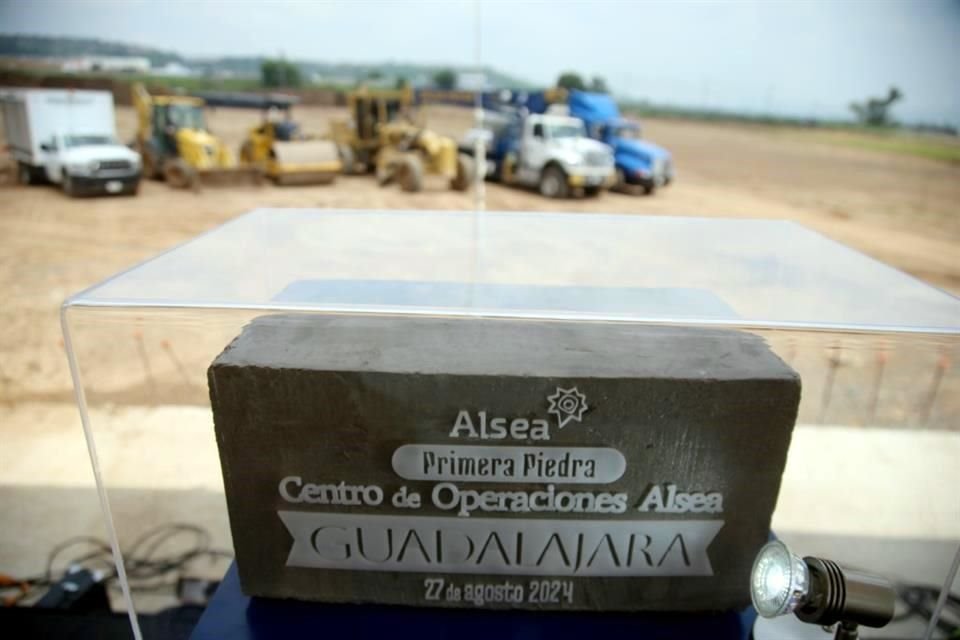 Alsea
Primera Piedra
Centro de Operaciones Alsea
GUADALAJARA
27 de agosto 2024